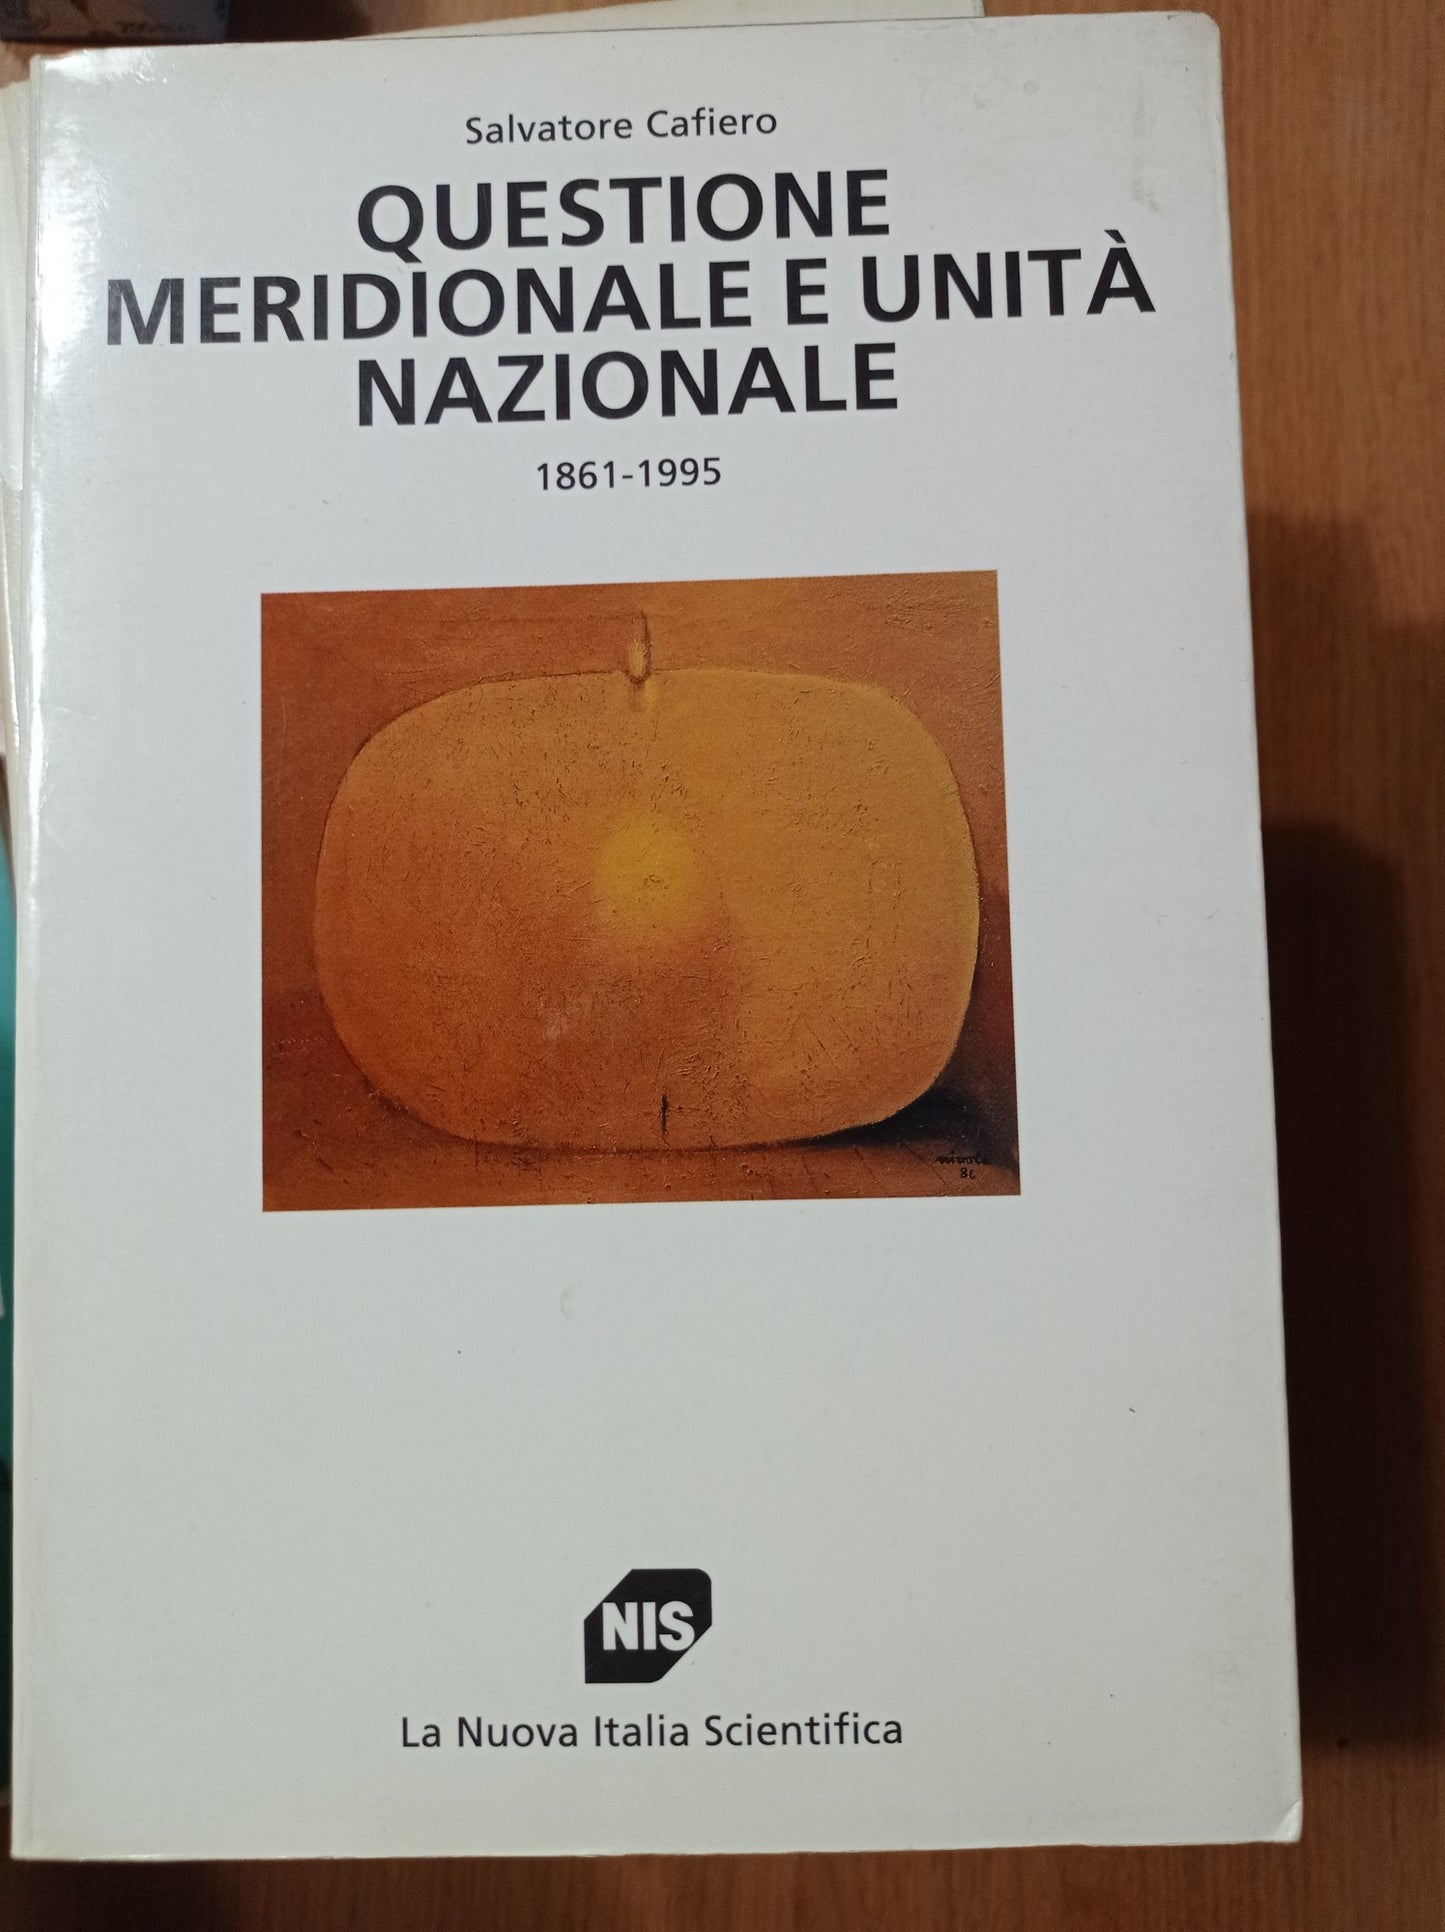 Salvatore Cafiero
QUESTIONE
MERIDIONALE E UNITÀ
NAZIONALE
1861-1995
NIS
La Nuova Italia Scientifica